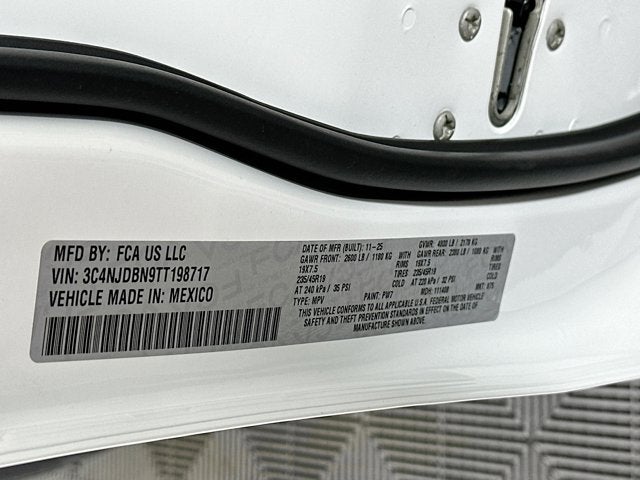 MFD BY: FCA US LLC
VIN: 3C4NJDBN9TT198717
VEHICLE MADE IN: MEXICO
DATE OF MFR (BUILT): 11-25 GVWR: LB / KG
GAWR FRONT: 2600 LB / 1180 KG WITH GAWR REAR: LB / KG WITH
19X7.5 RIMS 19X7.5 RIMS
235/45R19 TIRES 235/45R19 TIRES
AT 240 kPa / 35 PSI COLD AT 220 kPa / 32 PSI COLD
TYPE: MPV PAINT: PW7 MDH: MKT:
THIS VEHICLE CONFORMS TO ALL APPLICABLE U.S.A. FEDERAL MOTOR VEHICLE
SAFETY AND THEFT PREVENTION STANDARDS IN EFFECT ON THE DATE OF
MANUFACTURE SHOWN ABOVE.